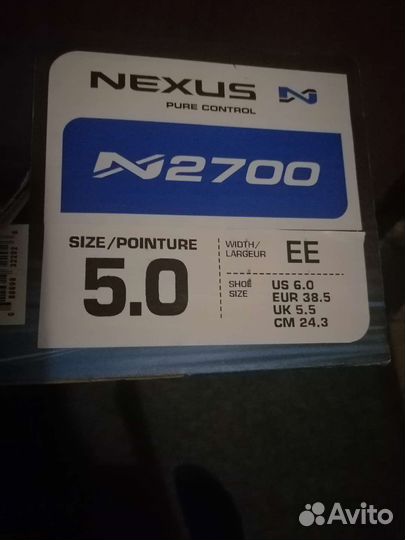 NEXUS
PURE CONTROL
N2700
SIZE/POINTURE
5.0
WIDTH/
LARGEUR
EE
SHOE
SIZE
US 6.0
EUR 38.5
UK 5.5
CM 24.3
Avito